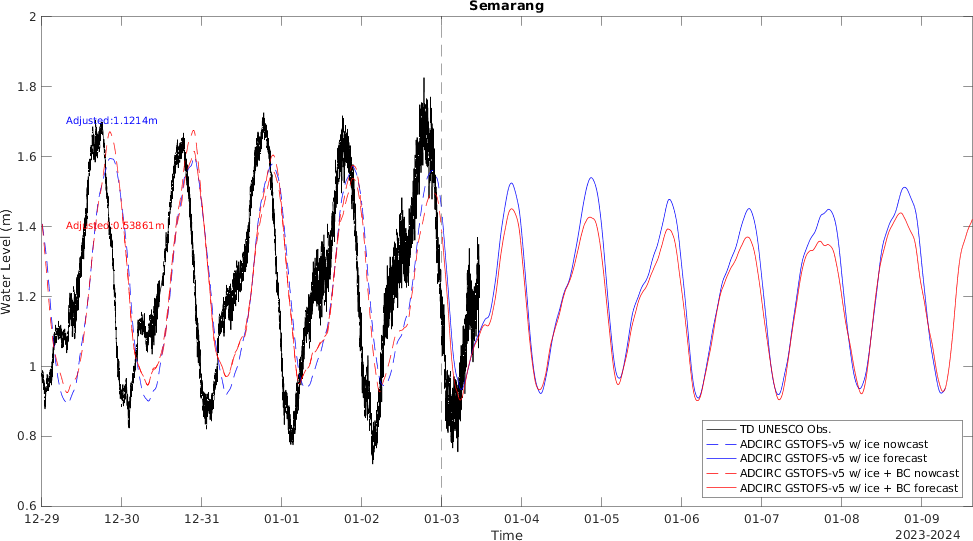 Semarang
2
1.8
1.6
1.4
1.2
1
0.8
0.6
Water Level (m)
Adjusted:1.1214m
Adjusted:0.53861m
TD UNESCO Obs.
ADCIRC GSTOFS-v5 w/ ice nowcast
ADCIRC GSTOFS-v5 w/ ice forecast
ADCIRC GSTOFS-v5 w/ ice + BC nowcast
ADCIRC GSTOFS-v5 w/ ice + BC forecast
12-29 12-30 12-31 01-01 01-02 01-03 01-04 01-05 01-06 01-07 01-08 01-09
Time
2023-2024